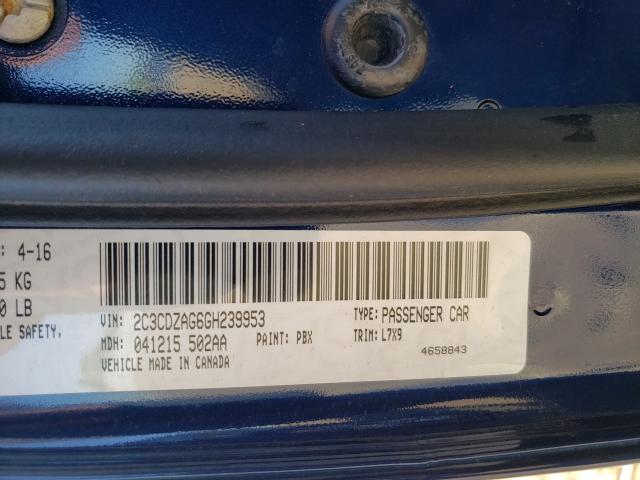 : 4-16
5 KG
0 LB
LE SAFETY,
VIN: 2C3CDZAG6GH239953
TYPE: PASSENGER CAR
MDH: 041215 502AA
PAINT: PBX
TRIM: L7X9
VEHICLE MADE IN CANADA
4658843